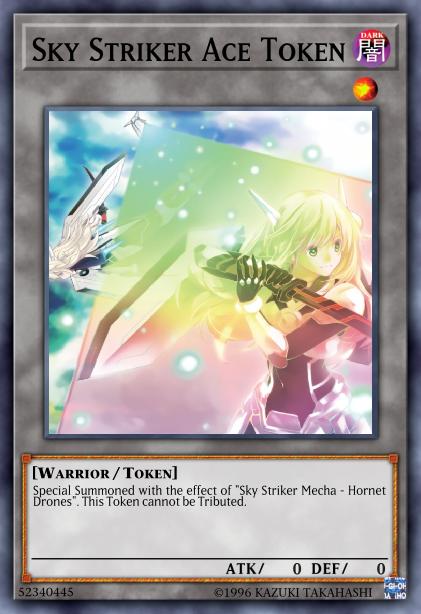 Sky Striker Ace Token
DARK
闇
[Warrior / Token]
Special Summoned with the effect of "Sky Striker Mecha - Hornet
Drones". This Token cannot be Tributed.
ATK/ 0 DEF/ 0
52340445
©1996 KAZUKI TAKAHASHI